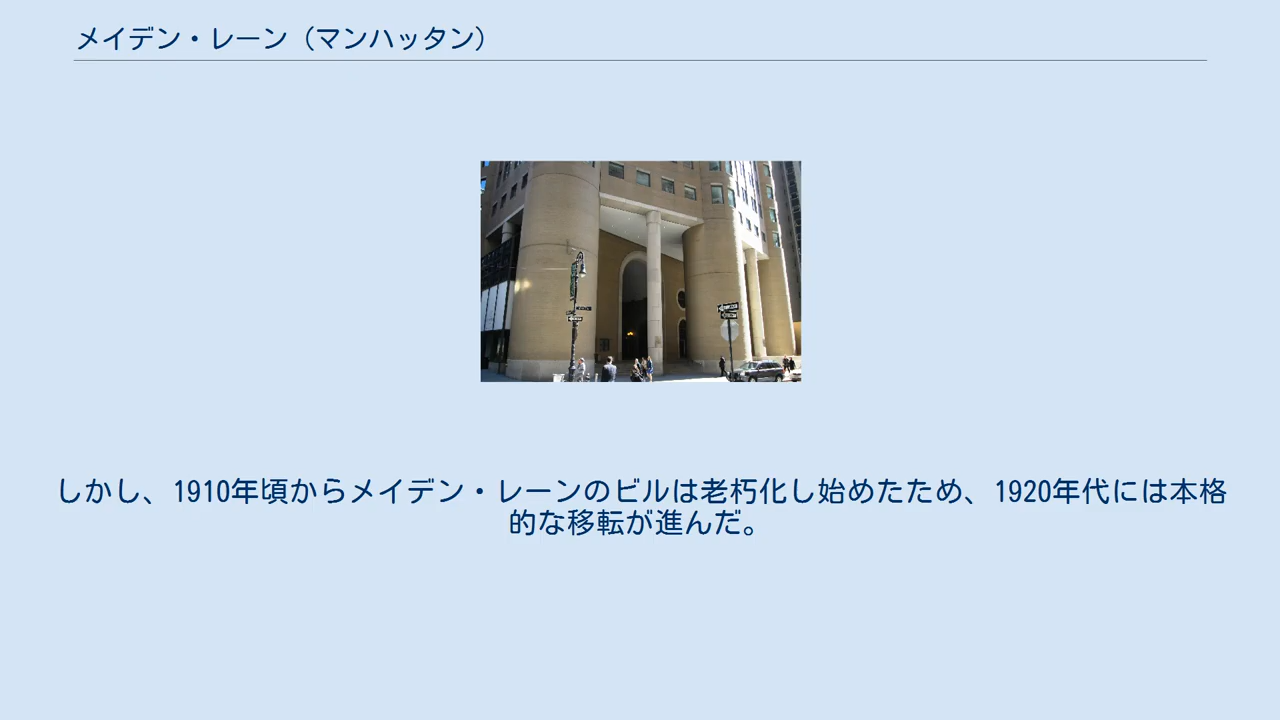 メイデン・レーン（マンハッタン）
しかし、1910年頃からメイデン・レーンのビルは老朽化し始めたため、1920年代には本格
的な移転が進んだ。